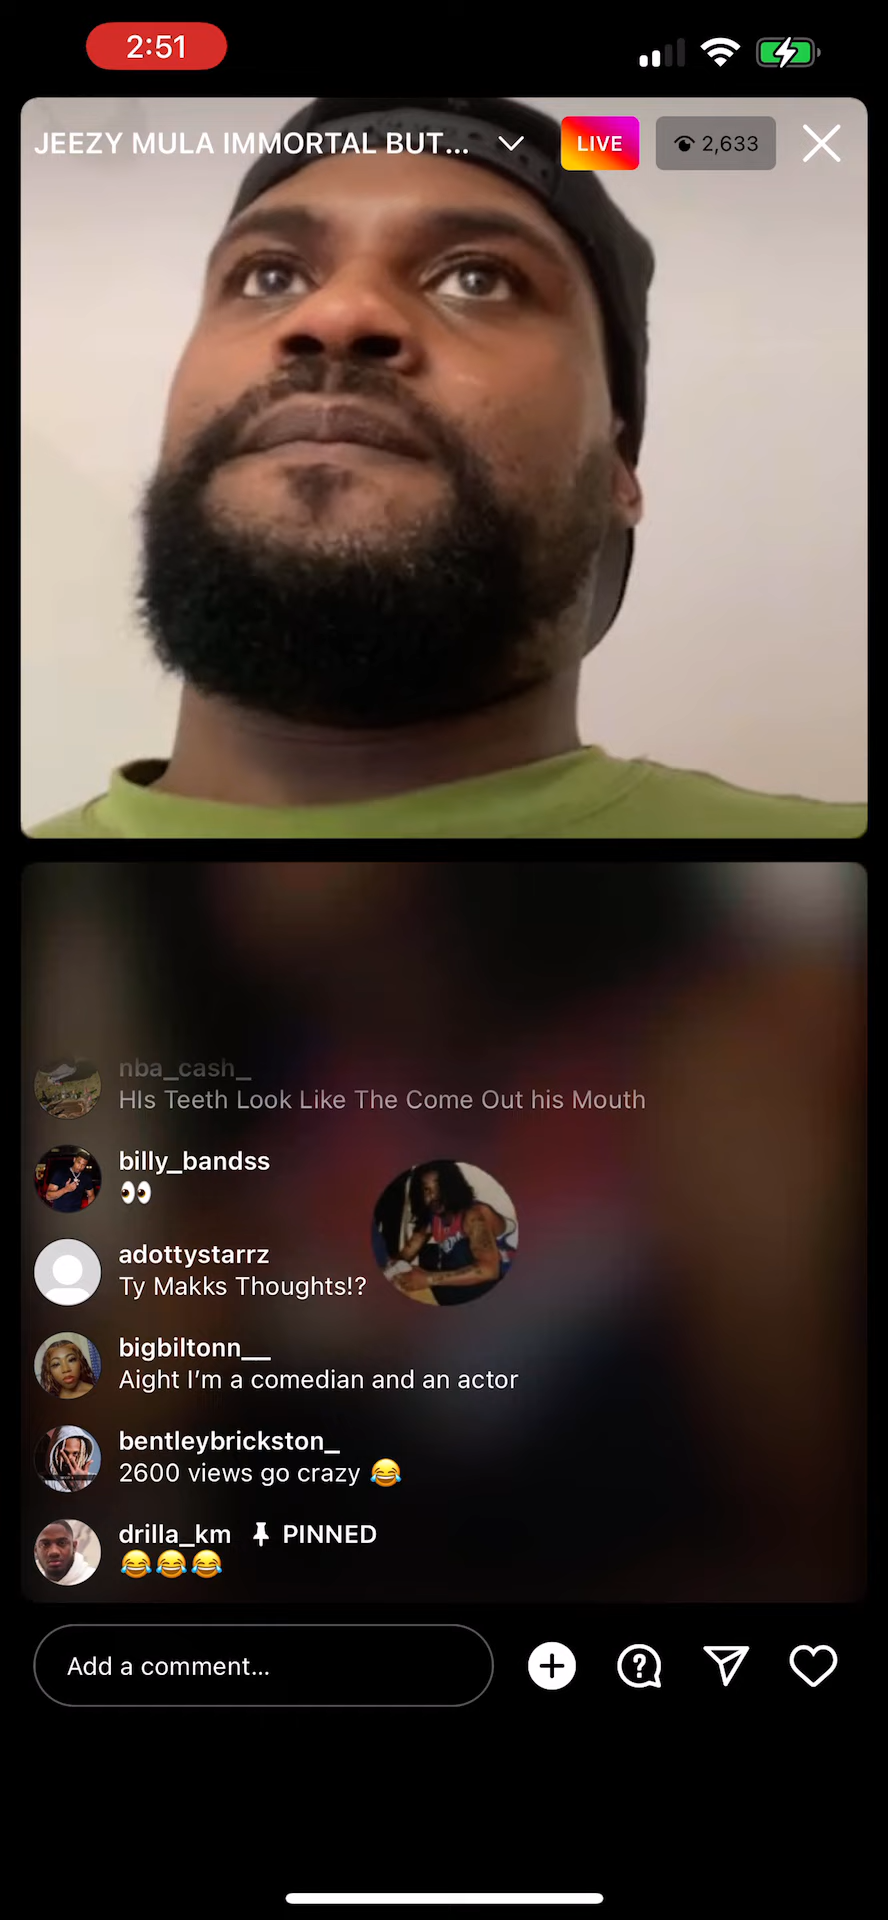 2:51
JEEZY MULA IMMORTAL BUT...
LIVE
2,633
nba_cash_
HIs Teeth Look Like The Come Out his Mouth
billy_bandss
👀
adottystarrz
Ty Makks Thoughts!?
bigbiltonn__
Aight I’m a comedian and an actor
bentleybrickston_
2600 views go crazy 😂
drilla_km PINNED
😂😂😂
Add a comment...